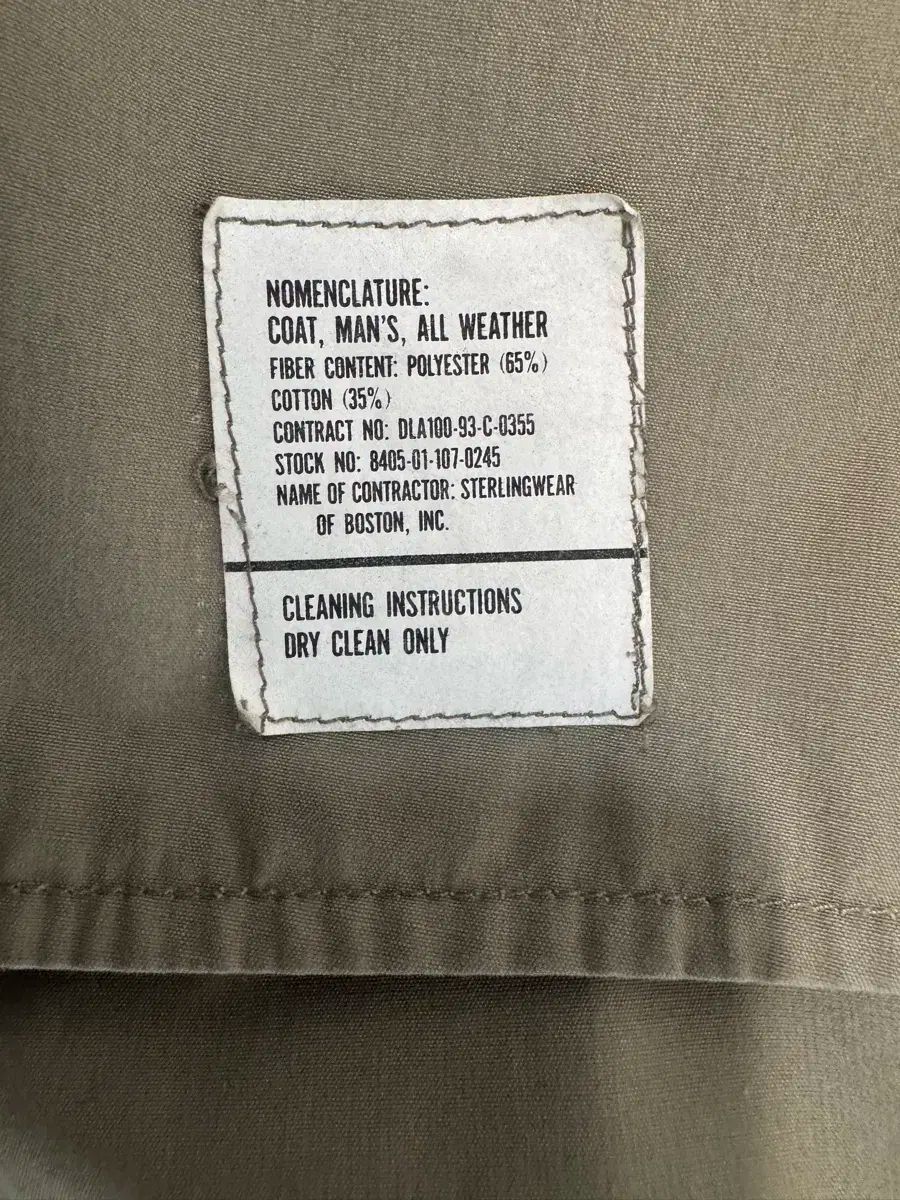 NOMENCLATURE:
COAT, MAN'S, ALL WEATHER
FIBER CONTENT: POLYESTER (65%)
COTTON (35%)
CONTRACT NO: DLA100-93-C-0355
STOCK NO: 8405-01-107-0245
NAME OF CONTRACTOR: STERLINGWEAR
OF BOSTON, INC.
CLEANING INSTRUCTIONS
DRY CLEAN ONLY